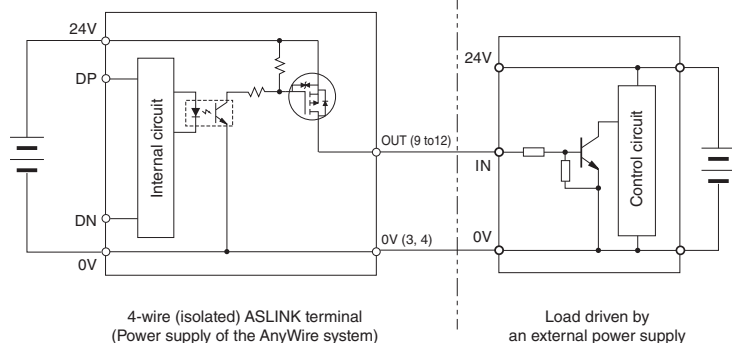 24V
DP
Internal circuit
DN
0V
OUT (9 to12)
0V (3, 4)
24V
IN
Control circuit
0V
4-wire (isolated) ASLINK terminal
(Power supply of the AnyWire system)
Load driven by
an external power supply